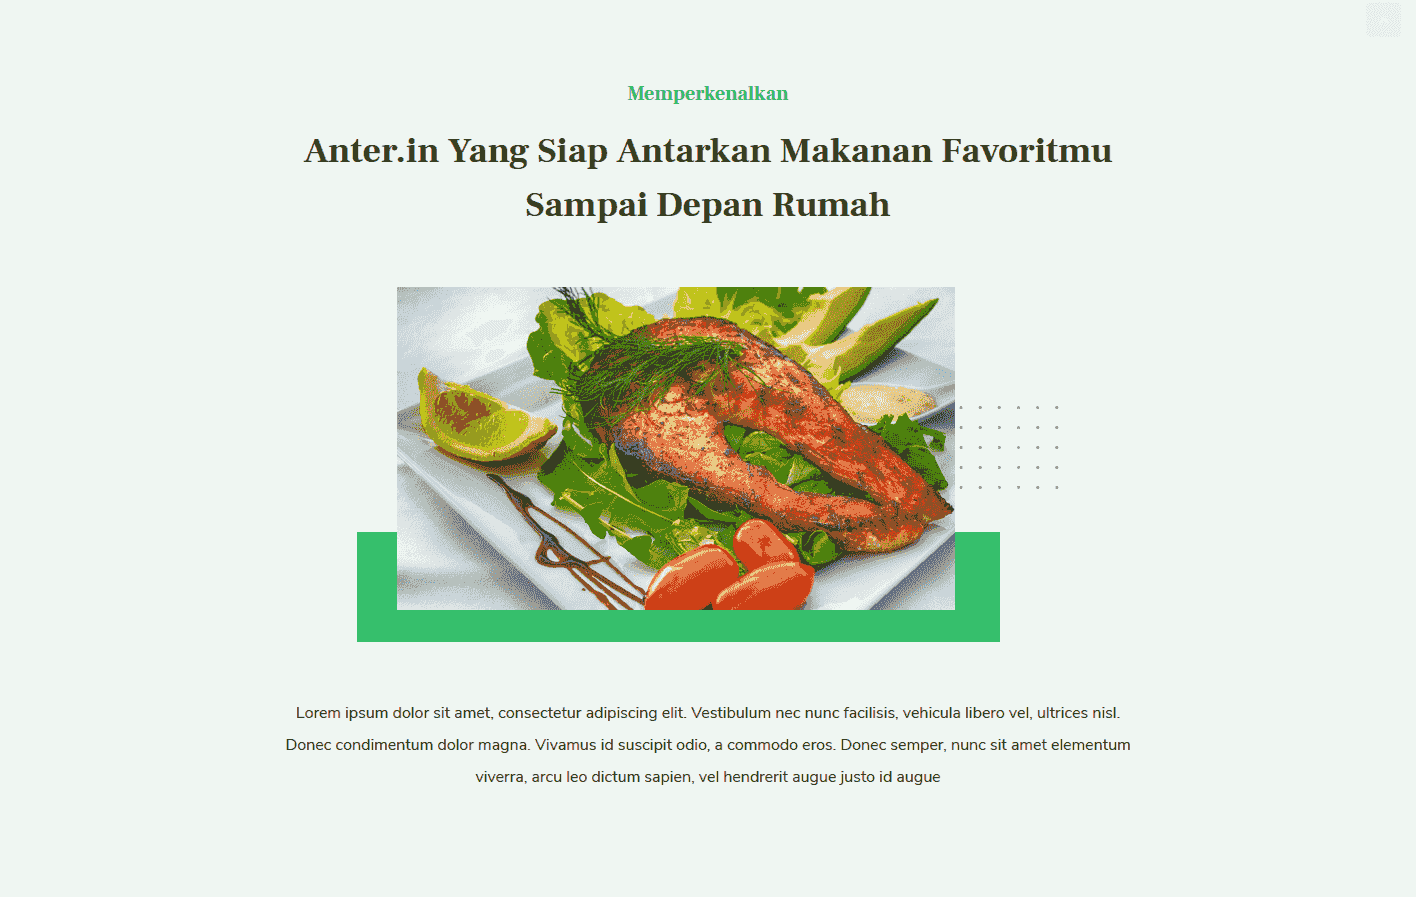 Memperkenalkan
Anter.in Yang Siap Antarkan Makanan Favoritmu
Sampai Depan Rumah
Lorem ipsum dolor sit amet, consectetur adipiscing elit. Vestibulum nec nunc facilisis, vehicula libero vel, ultrices nisl.
Donec condimentum dolor magna. Vivamus id suscipit odio, a commodo eros. Donec semper, nunc sit amet elementum
viverra, arcu leo dictum sapien, vel hendrerit augue justo id augue